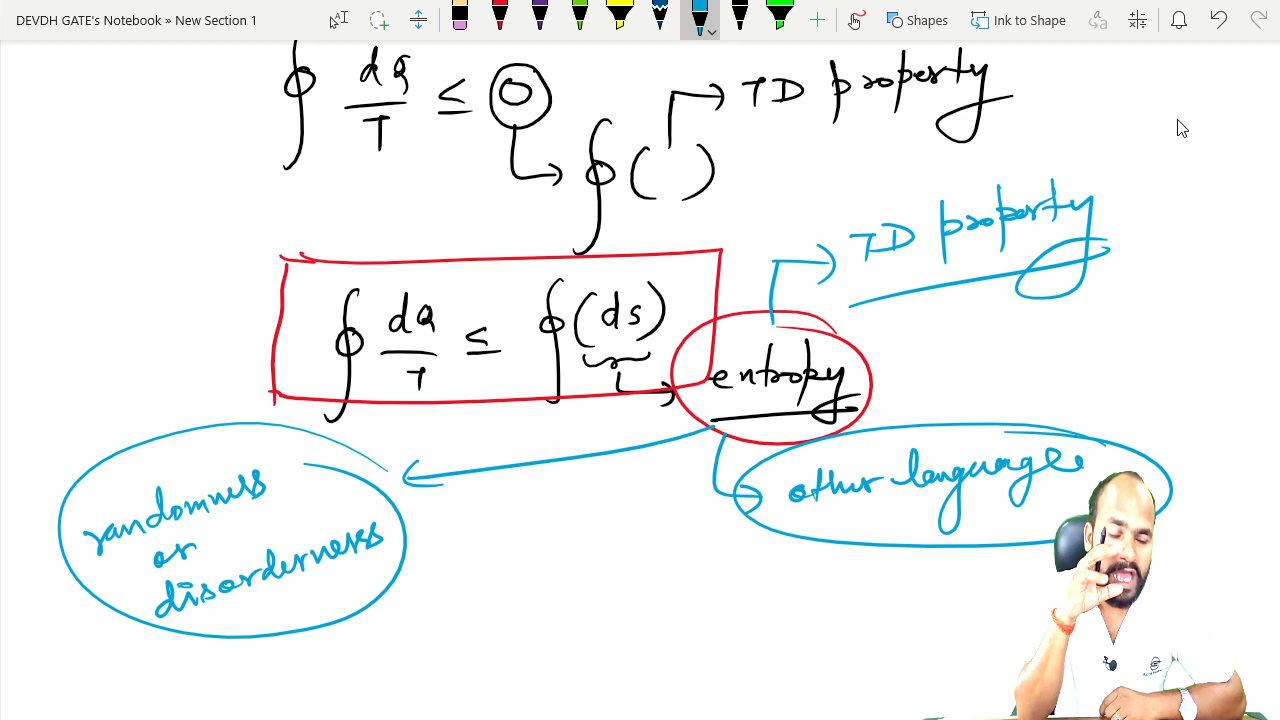 DEVDH GATE's Notebook » New Section 1
Shapes
Ink to Shape
∮ dQ/T ≤ 0
∮ ( )
TD property
TD property
∮ dQ/T ≤ ∮ (ds)
entropy
other languages
randomness
or
disorderness